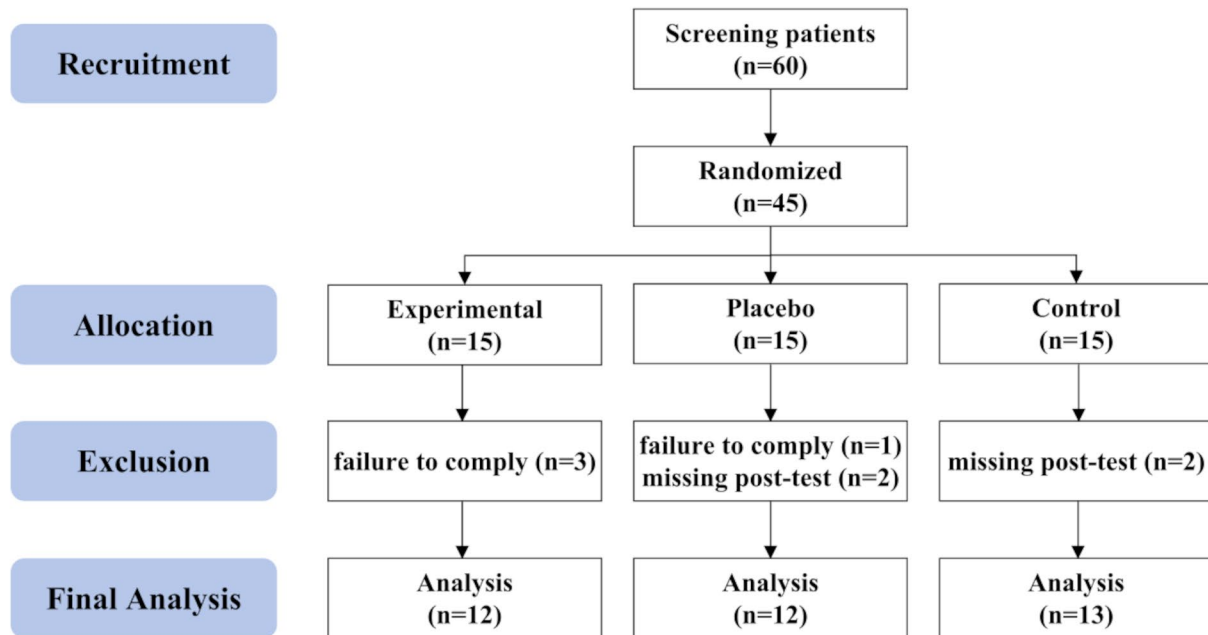 Recruitment
Screening patients
(n=60)
Randomized
(n=45)
Allocation
Experimental
(n=15)
Placebo
(n=15)
Control
(n=15)
Exclusion
failure to comply (n=3)
failure to comply (n=1)
missing post-test (n=2)
missing post-test (n=2)
Final Analysis
Analysis
(n=12)
Analysis
(n=12)
Analysis
(n=13)